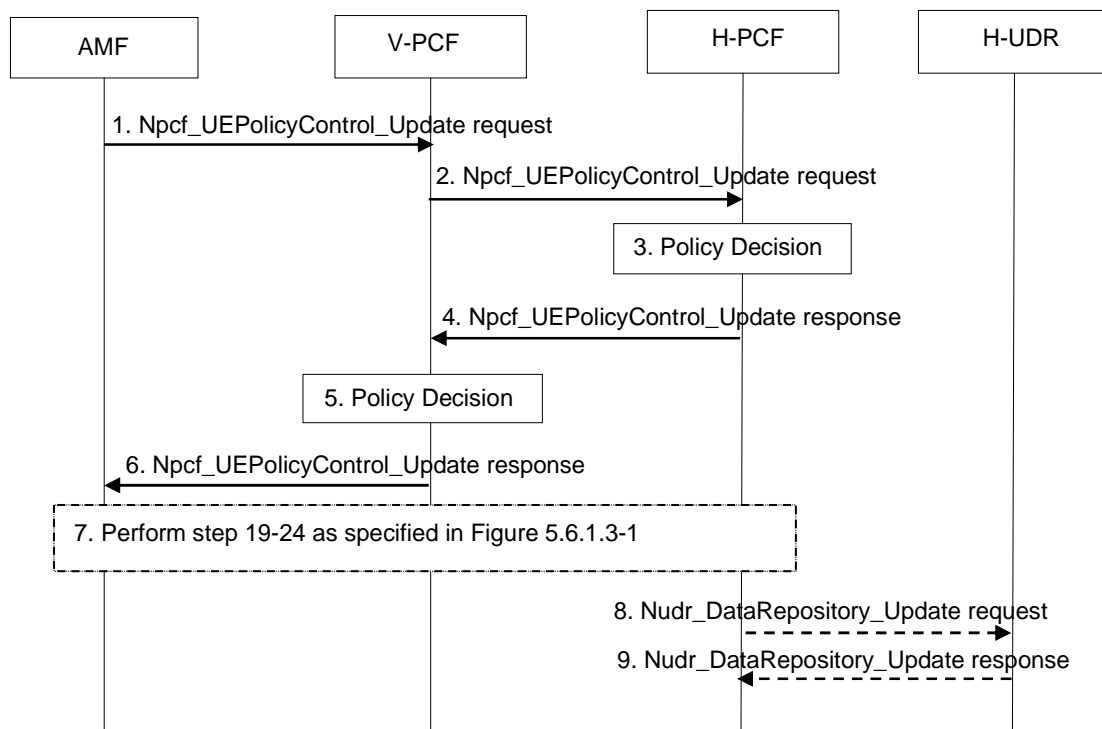 AMF
V-PCF
H-PCF
H-UDR
1. Npcf_UEPolicyControl_Update request
2. Npcf_UEPolicyControl_Update request
3. Policy Decision
4. Npcf_UEPolicyControl_Update response
5. Policy Decision
6. Npcf_UEPolicyControl_Update response
7. Perform step 19-24 as specified in Figure 5.6.1.3-1
8. Nudr_DataRepository_Update request
9. Nudr_DataRepository_Update response